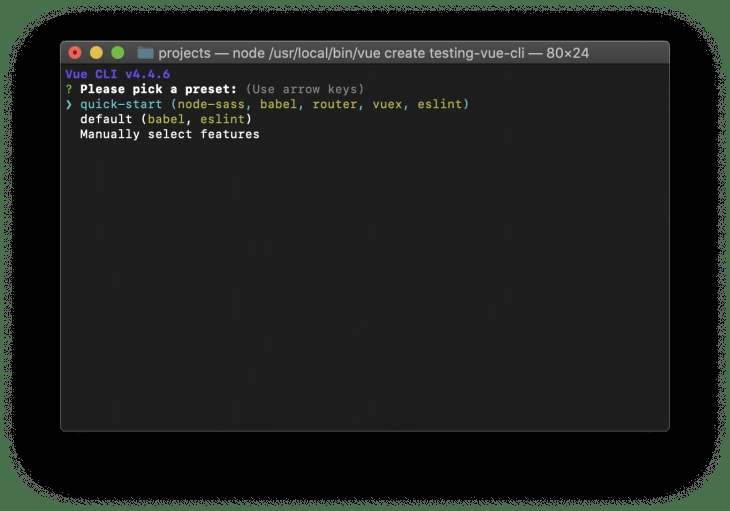 projects — node /usr/local/bin/vue create testing-vue-cli — 80×24
Vue CLI v4.4.6
? Please pick a preset: (Use arrow keys)
❯ quick-start (node-sass, babel, router, vuex, eslint)
default (babel, eslint)
Manually select features